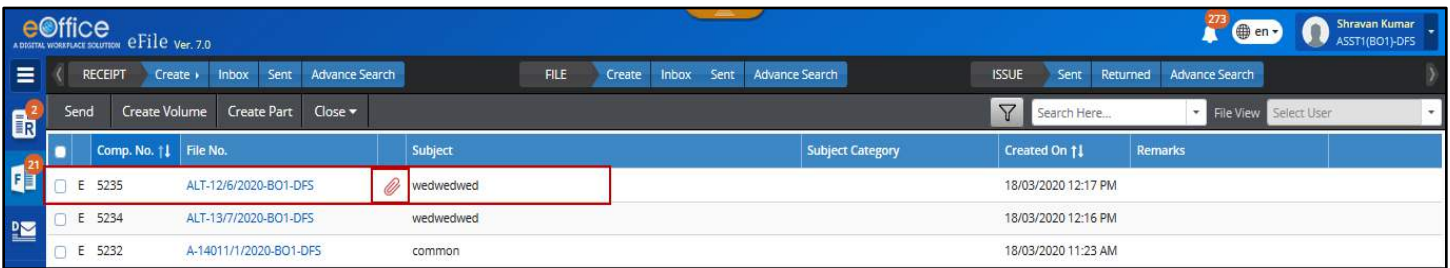 eOffice
A DIGITAL WORKPLACE SOLUTION eFile Ver. 7.0 273 en Shravan Kumar
ASST1(BO1)-DFS
RECEIPT Create Inbox Sent Advance Search FILE Create Inbox Sent Advance Search ISSUE Sent Returned Advance Search
2 R Send Create Volume Create Part Close Search Here... File View Select User
Comp. No. File No. Subject Subject Category Created On Remarks
21 F E 5235 ALT-12/6/2020-BO1-DFS wedwedwed 18/03/2020 12:17 PM
D E 5234 ALT-13/7/2020-BO1-DFS wedwedwed 18/03/2020 12:16 PM
E 5232 A-14011/1/2020-BO1-DFS common 18/03/2020 11:23 AM